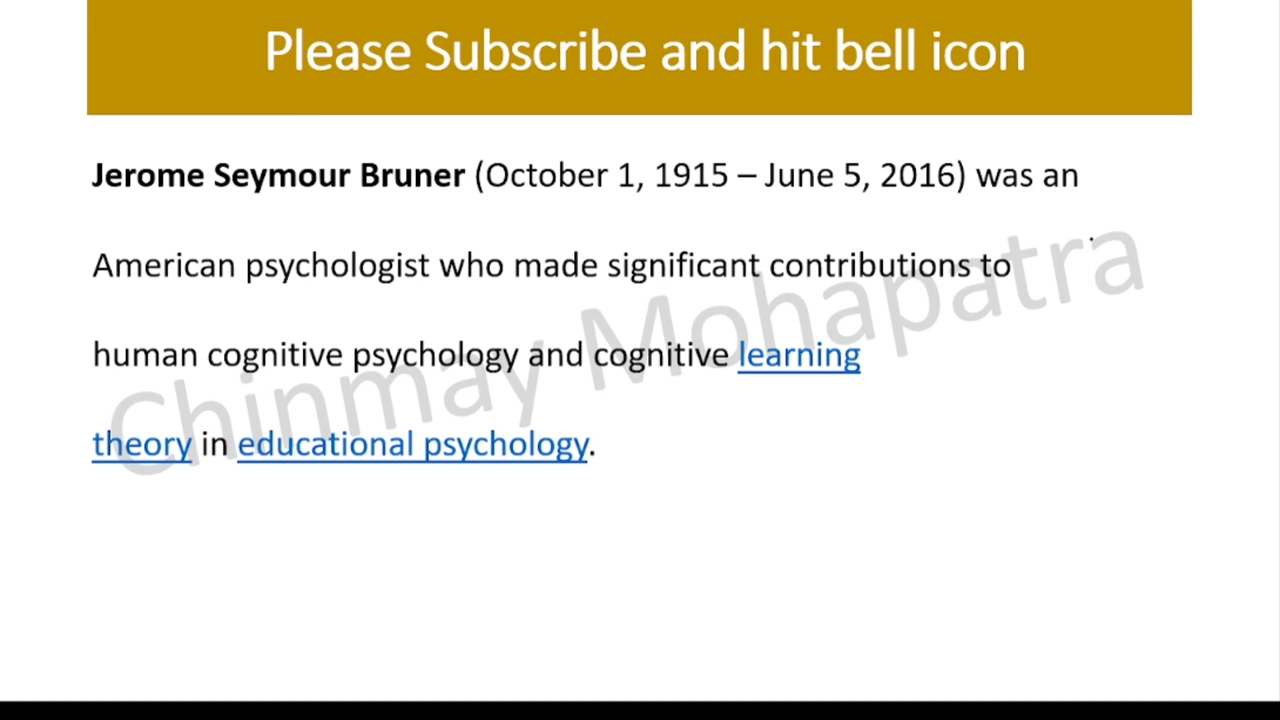 Please Subscribe and hit bell icon
Jerome Seymour Bruner (October 1, 1915 – June 5, 2016) was an
American psychologist who made significant contributions to
human cognitive psychology and cognitive learning
theory in educational psychology.
Chinmay Mohapatra